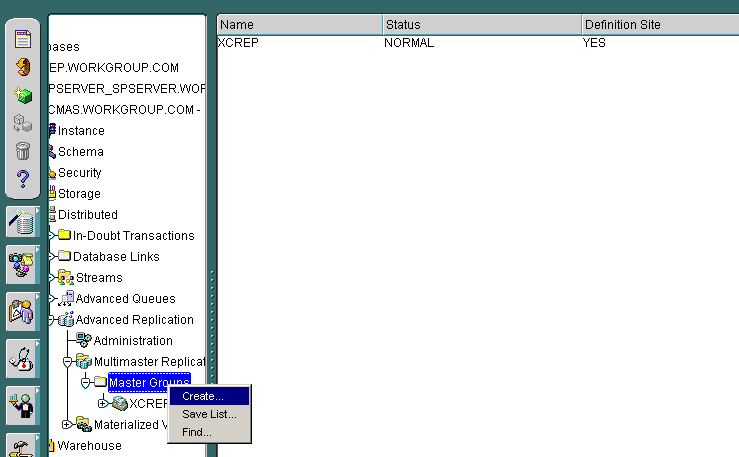 Name Status Definition Site
XCREP NORMAL YES
bases
EP.WORKGROUP.COM
PSERVER_SPSERVER.WOR
CMAS.WORKGROUP.COM -
Instance
Schema
Security
Storage
Distributed
In-Doubt Transactions
Database Links
Streams
Advanced Queues
Advanced Replication
Administration
Multimaster Replicat
Master Groups
Create...
XCREP
Save List...
Materialized V
Find...
Warehouse